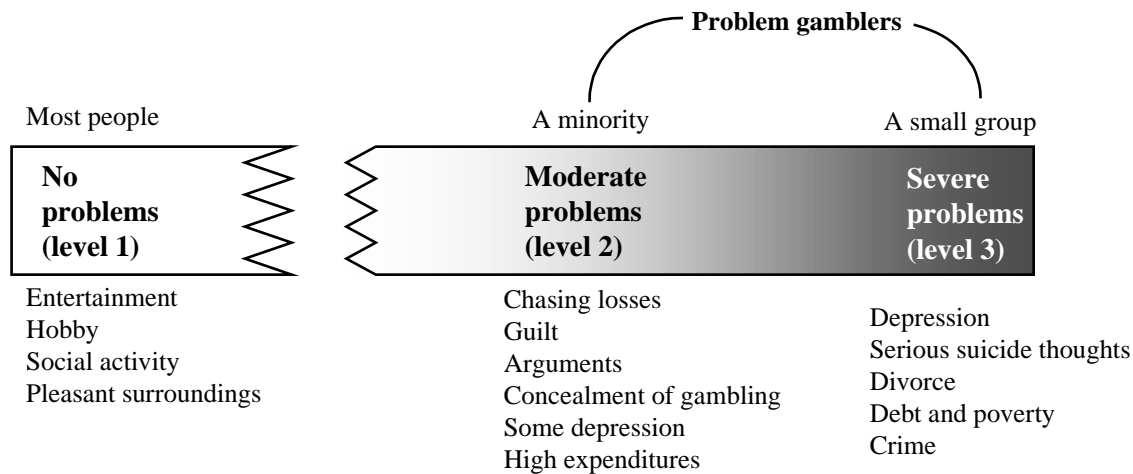 Problem gamblers
Most people
A minority
A small group
No
problems
(level 1)
Moderate
problems
(level 2)
Severe
problems
(level 3)
Entertainment
Hobby
Social activity
Pleasant surroundings
Chasing losses
Guilt
Arguments
Concealment of gambling
Some depression
High expenditures
Depression
Serious suicide thoughts
Divorce
Debt and poverty
Crime